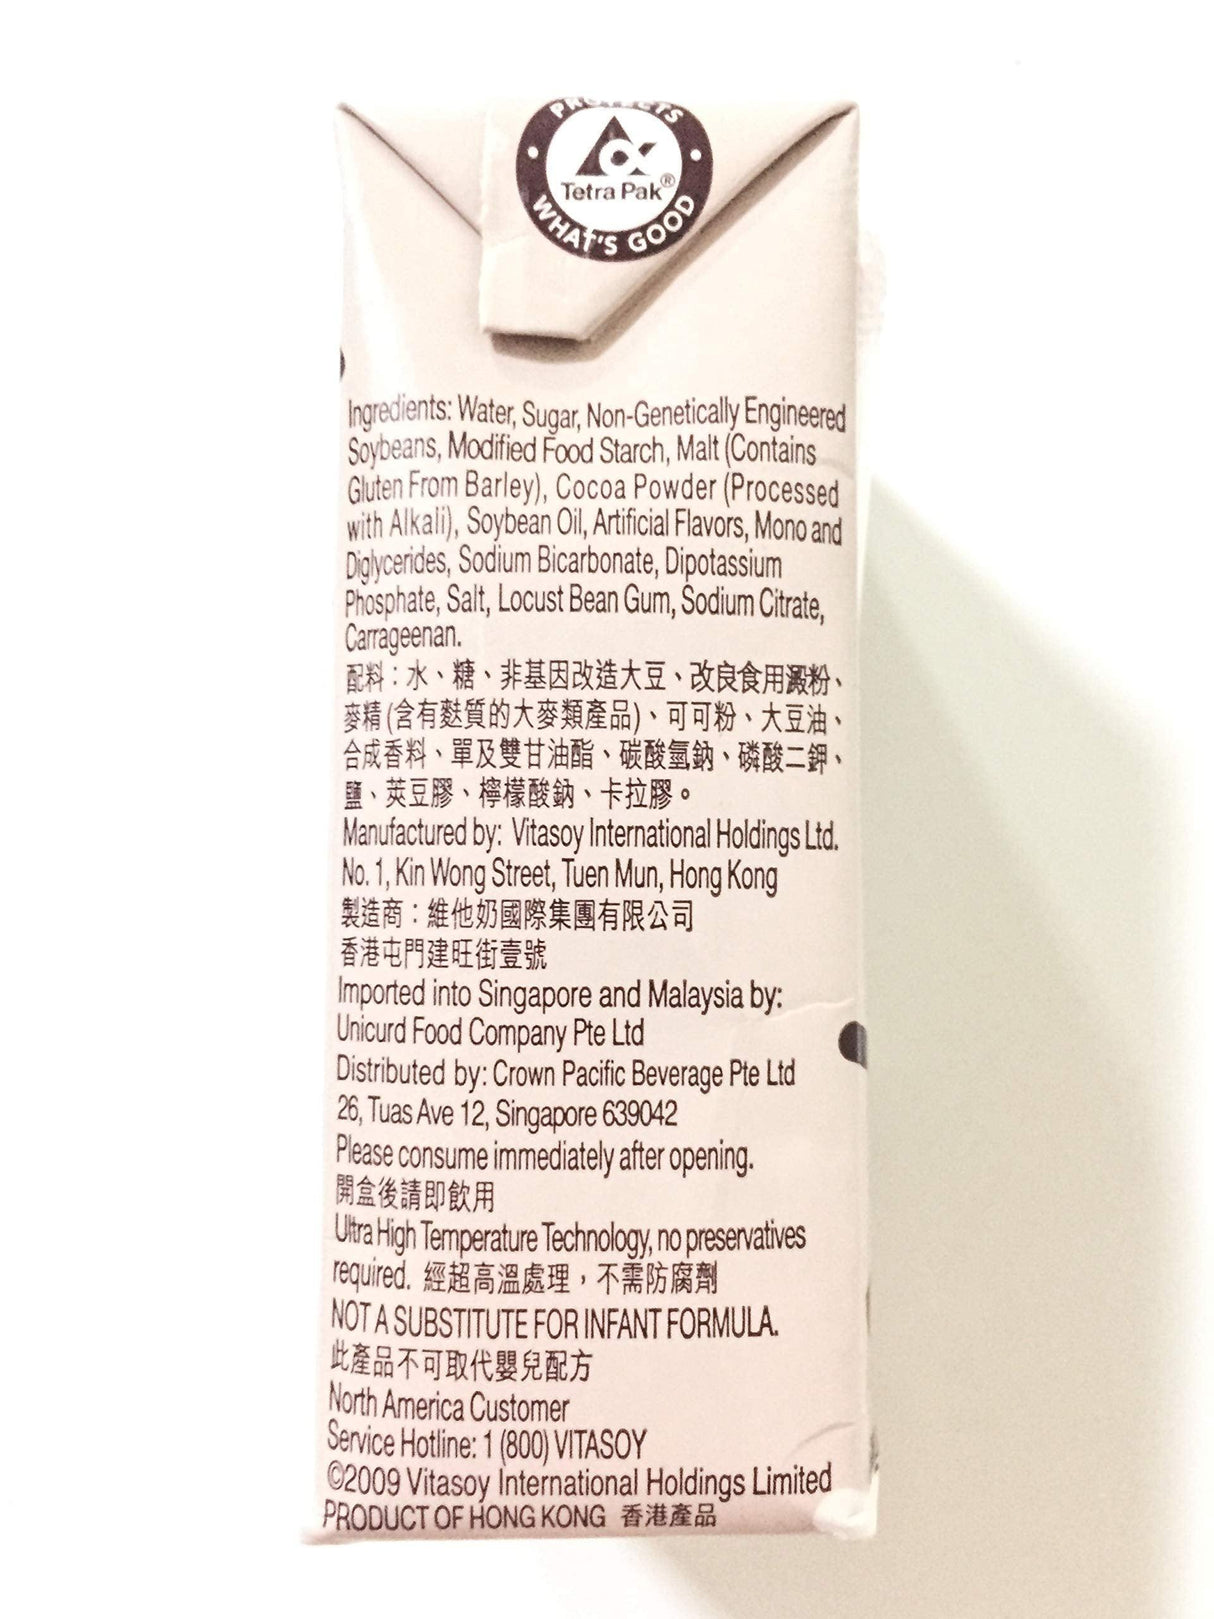 PROTECTS
Tetra Pak®
WHAT'S GOOD
Ingredients: Water, Sugar, Non-Genetically Engineered
Soybeans, Modified Food Starch, Malt (Contains
Gluten From Barley), Cocoa Powder (Processed
with Alkali), Soybean Oil, Artificial Flavors, Mono and
Diglycerides, Sodium Bicarbonate, Dipotassium
Phosphate, Salt, Locust Bean Gum, Sodium Citrate,
Carrageenan.
配料：水、糖、非基因改造大豆、改良食用澱粉、
麥精(含有麩質的大麥類產品)、可可粉、大豆油、
合成香料、單及雙甘油酯、碳酸氫鈉、磷酸二鉀、
鹽、莢豆膠、檸檬酸鈉、卡拉膠。
Manufactured by: Vitasoy International Holdings Ltd.
No. 1, Kin Wong Street, Tuen Mun, Hong Kong
製造商：維他奶國際集團有限公司
香港屯門建旺街壹號
Imported into Singapore and Malaysia by:
Unicurd Food Company Pte Ltd
Distributed by: Crown Pacific Beverage Pte Ltd
26, Tuas Ave 12, Singapore 639042
Please consume immediately after opening.
開盒後請即飲用
Ultra High Temperature Technology, no preservatives
required. 經超高溫處理，不需防腐劑
NOT A SUBSTITUTE FOR INFANT FORMULA.
此產品不可取代嬰兒配方
North America Customer
Service Hotline: 1 (800) VITASOY
©2009 Vitasoy International Holdings Limited
PRODUCT OF HONG KONG 香港產品